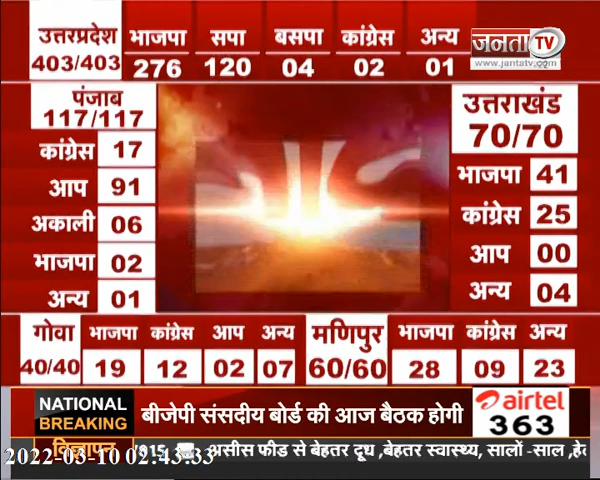 उत्तरप्रदेश भाजपा सपा बसपा कांग्रेस अन्य
403/403 276 120 04 02 01
जनता TV
www.jantatv.com
पंजाब
117/117
कांग्रेस 17
आप 91
अकाली 06
भाजपा 02
अन्य 01
उत्तराखंड
70/70
भाजपा 41
कांग्रेस 25
आप 00
अन्य 04
गोवा भाजपा कांग्रेस आप अन्य
40/40 19 12 02 07
मणिपुर भाजपा कांग्रेस अन्य
60/60 28 09 23
NATIONAL
BREAKING
बीजेपी संसदीय बोर्ड की आज बैठक होगी
airtel
363
विज्ञापन
असीस फीड से बेहतर दूध ,बेहतर स्वास्थ्य, सालों -साल,
2022-03-10 02:43:33